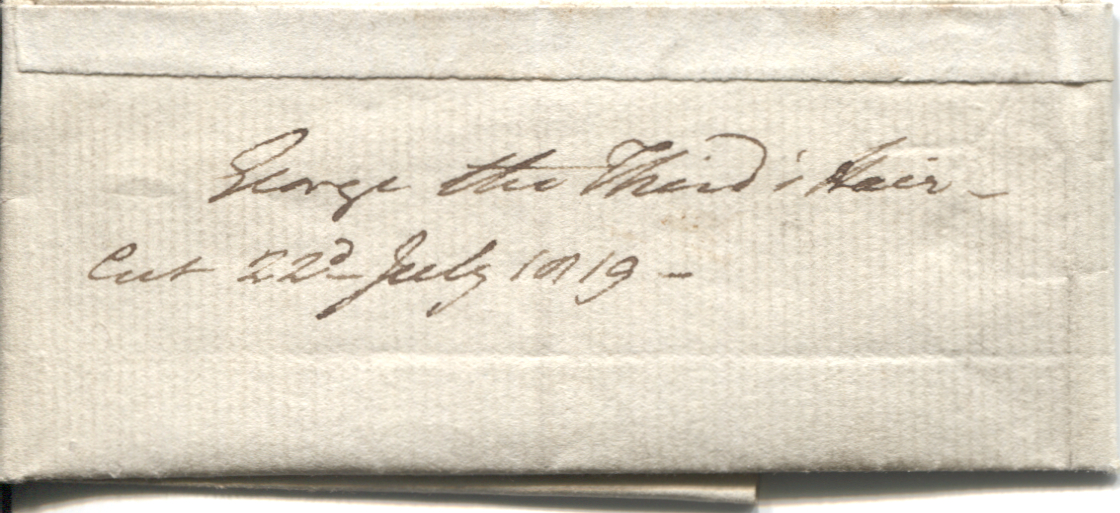 George the Third's Hair –
Cut 22d July 1819 –